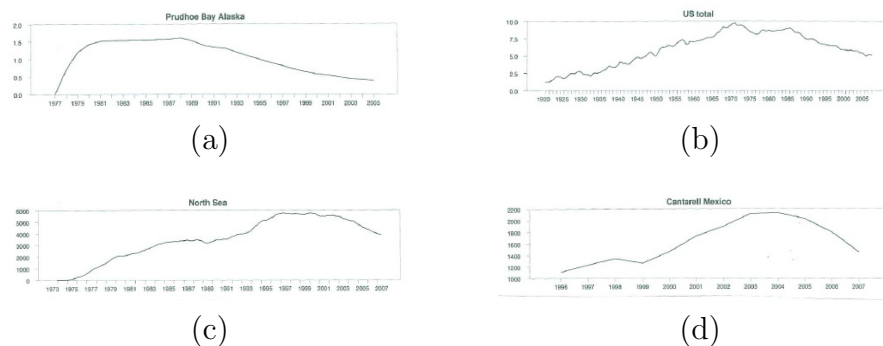 Prudhoe Bay Alaska
2.0
1.5
1.0
0.5
0.0
1977 1979 1981 1983 1985 1987 1989 1991 1993 1995 1997 1999 2001 2003 2005
(a)
US total
10.0
7.5
5.0
2.5
0.0
1920 1925 1930 1935 1940 1945 1950 1955 1960 1965 1970 1975 1980 1985 1990 1995 2000 2005
(b)
North Sea
6000
5000
4000
3000
2000
1000
0
1973 1975 1977 1979 1981 1983 1985 1987 1989 1991 1993 1995 1997 1999 2001 2003 2005 2007
(c)
Cantarell Mexico
2200
2000
1800
1600
1400
1200
1000
1996 1997 1998 1999 2000 2001 2002 2003 2004 2005 2006 2007
(d)